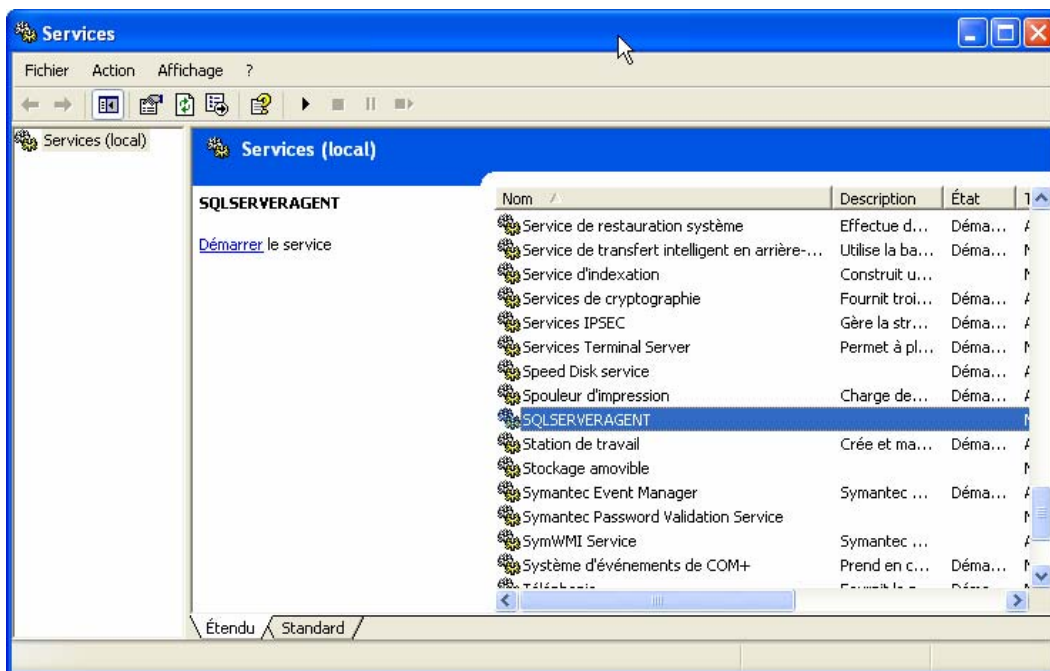 Services
Fichier Action Affichage ?
Services (local)
Services (local)
SQLSERVERAGENT
Démarrer le service
Nom Description État
Service de restauration système Effectue d... Déma...
Service de transfert intelligent en arrière-... Utilise la ba... Déma...
Service d'indexation Construit u...
Services de cryptographie Fournit troi... Déma...
Services IPSEC Gère la str... Déma...
Services Terminal Server Permet à pl... Déma...
Speed Disk service Déma...
Spouleur d'impression Charge de... Déma...
SQLSERVERAGENT
Station de travail Crée et ma... Déma...
Stockage amovible
Symantec Event Manager Symantec ... Déma...
Symantec Password Validation Service
SymWMI Service Symantec ...
Système d'événements de COM+ Prend en c... Déma...
Étendu Standard